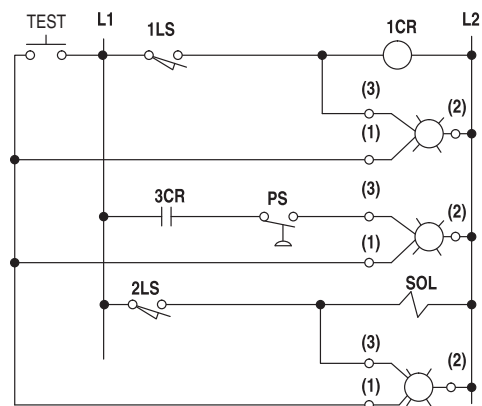 TEST L1 L2
1LS 1CR
(3)
(1) (2)
3CR PS (3)
(2)
(1)
2LS SOL
(3)
(2)
(1)